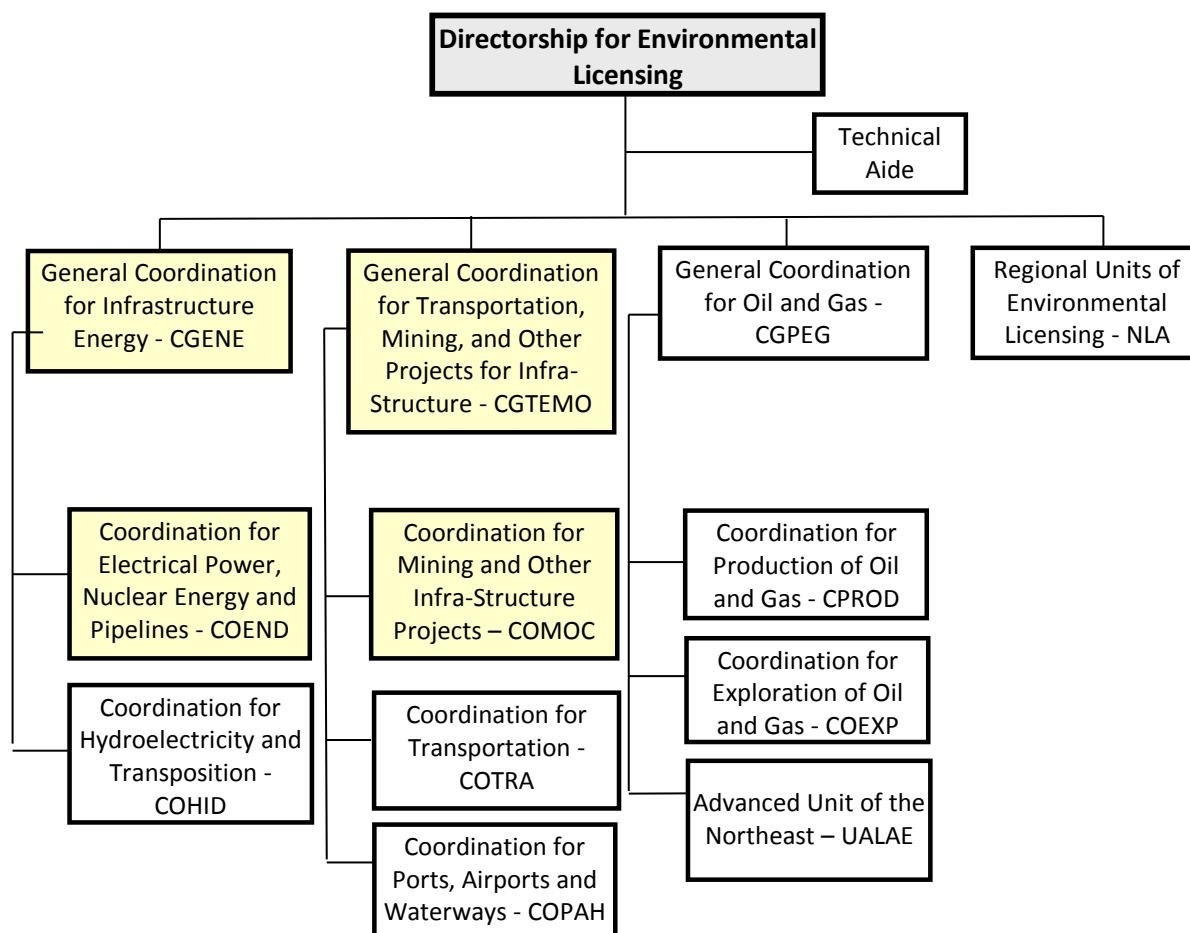 Directorship for Environmental
Licensing
Technical
Aide
General Coordination
for Infrastructure
Energy - CGENE
General Coordination
for Transportation,
Mining, and Other
Projects for Infra-
Structure - CGTEMO
General Coordination
for Oil and Gas -
CGPEG
Regional Units of
Environmental
Licensing - NLA
Coordination for
Electrical Power,
Nuclear Energy and
Pipelines - COEND
Coordination for
Mining and Other
Infra-Structure
Projects – COMOC
Coordination for
Production of Oil
and Gas - CPROD
Coordination for
Hydroelectricity and
Transposition -
COHID
Coordination for
Transportation -
COTRA
Coordination for
Exploration of Oil
and Gas - COEXP
Coordination for
Ports, Airports and
Waterways - COPAH
Advanced Unit of the
Northeast – UALAE